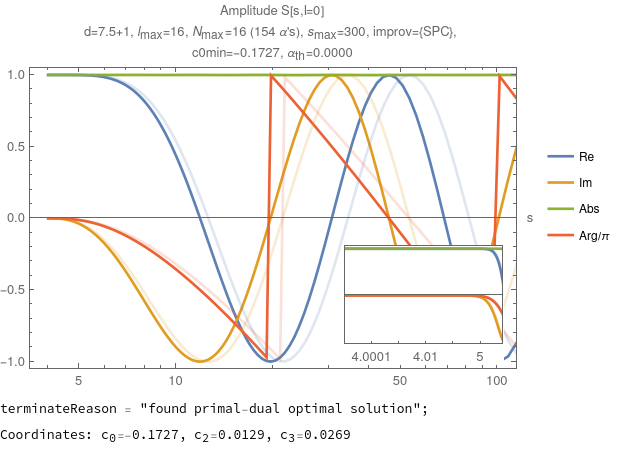 Amplitude S[s,l=0]
d=7.5+1, lmax=16, Nmax=16 (154 α's), smax=300, improv={SPC},
c0min=-0.1727, αth=0.0000
1.0
0.5
0.0
-0.5
-1.0
s
Re
Im
Abs
Arg/π
4.0001 4.01 5
5 10 50 100
terminateReason = "found primal-dual optimal solution";
Coordinates: c0=-0.1727, c2=0.0129, c3=0.0269